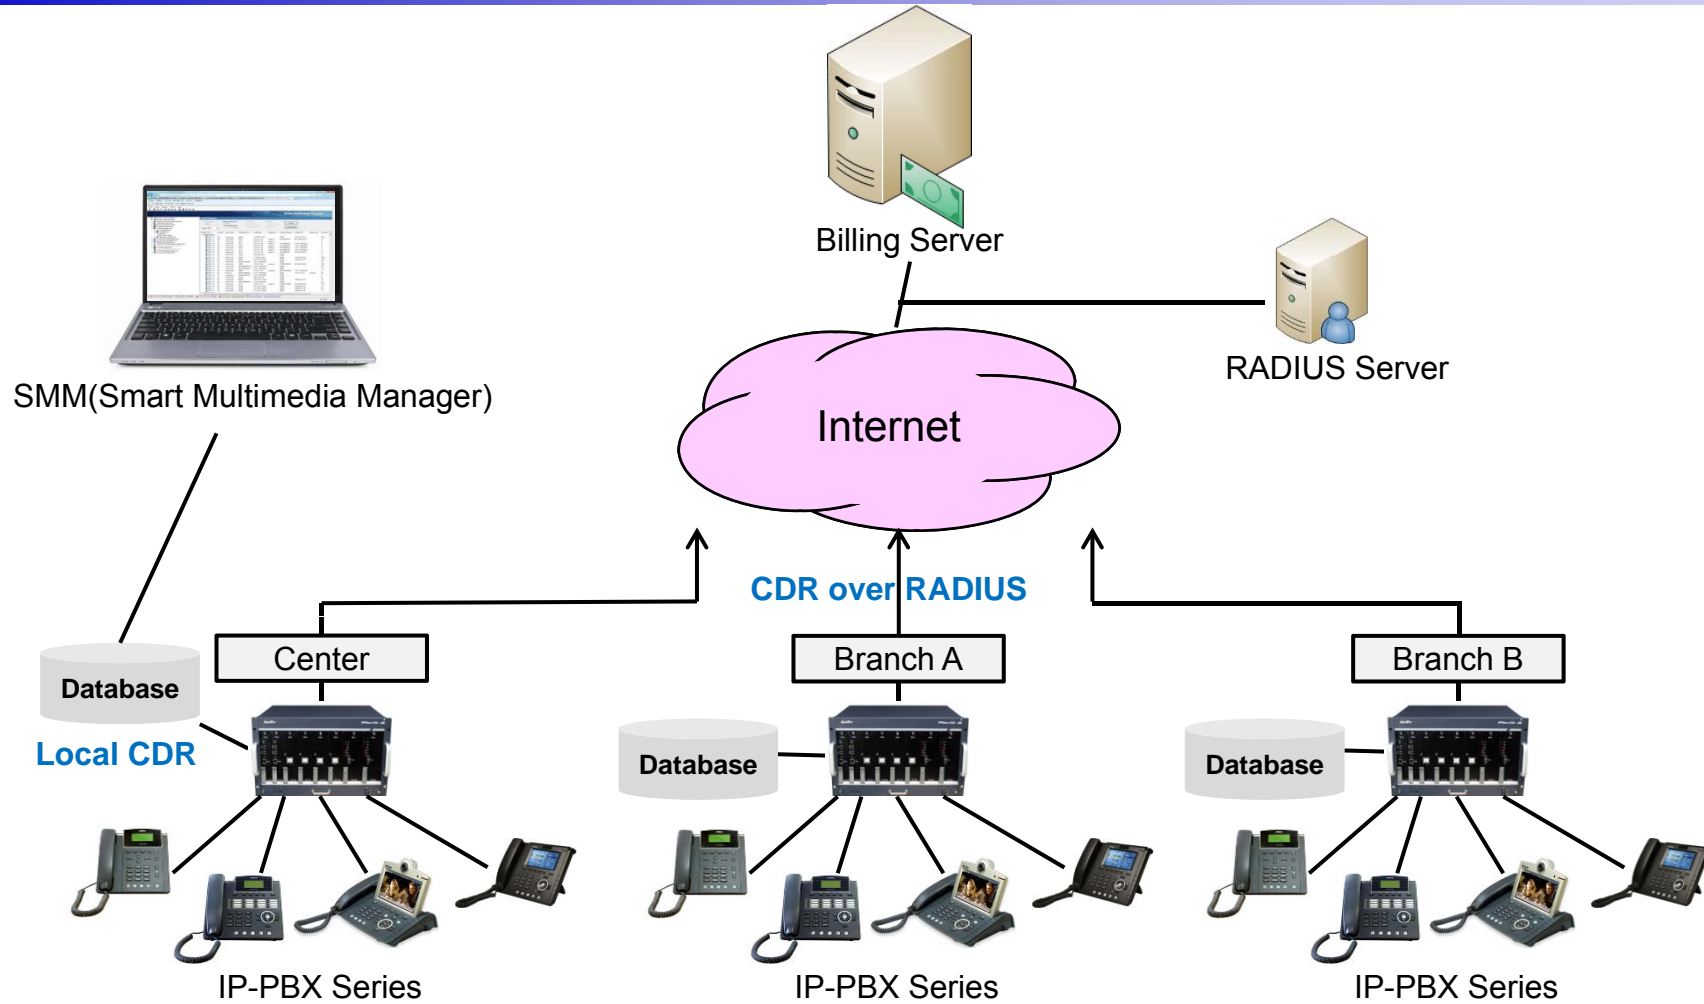 Billing Server
RADIUS Server
SMM(Smart Multimedia Manager)
Internet
CDR over RADIUS
Center
Branch A
Branch B
Database
Local CDR
Database
Database
IP-PBX Series
IP-PBX Series
IP-PBX Series